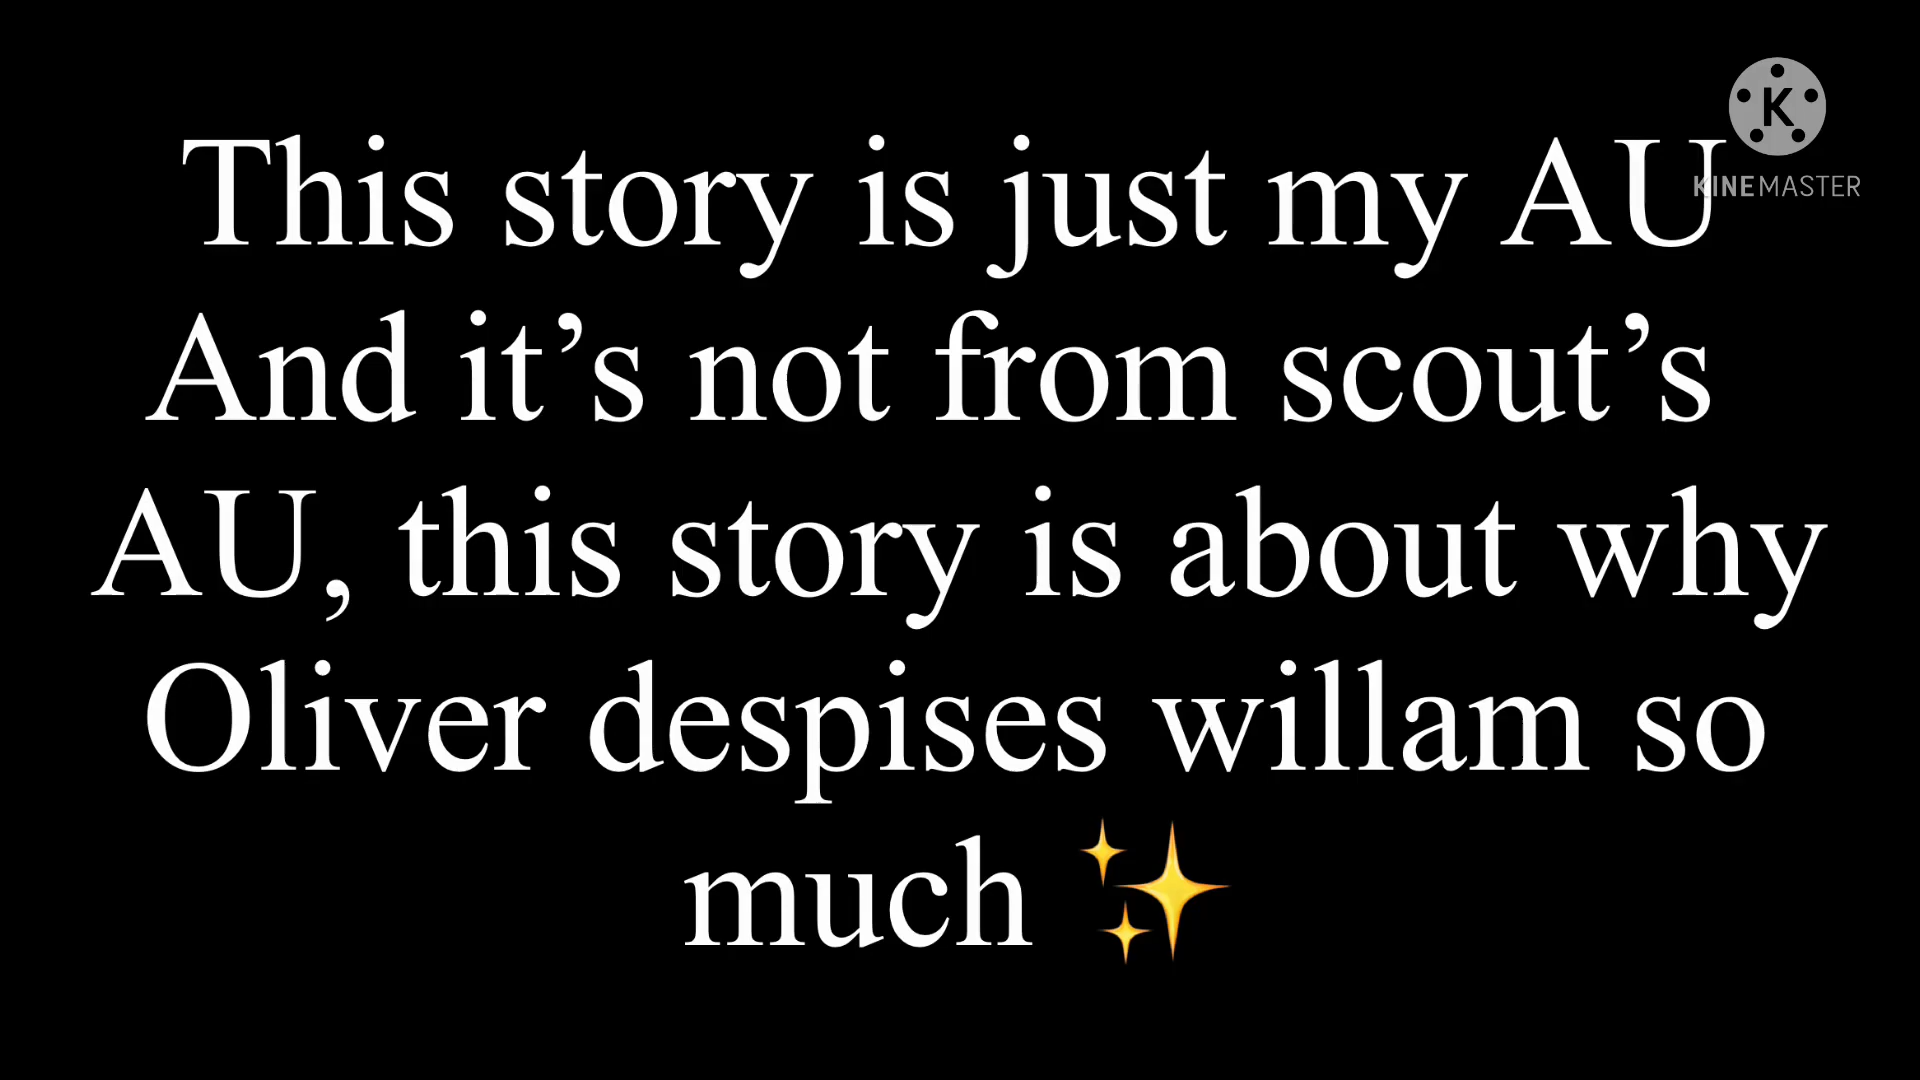 This story is just my AU
And it’s not from scout’s
AU, this story is about why
Oliver despises willam so
much ✨
K
KINEMASTER